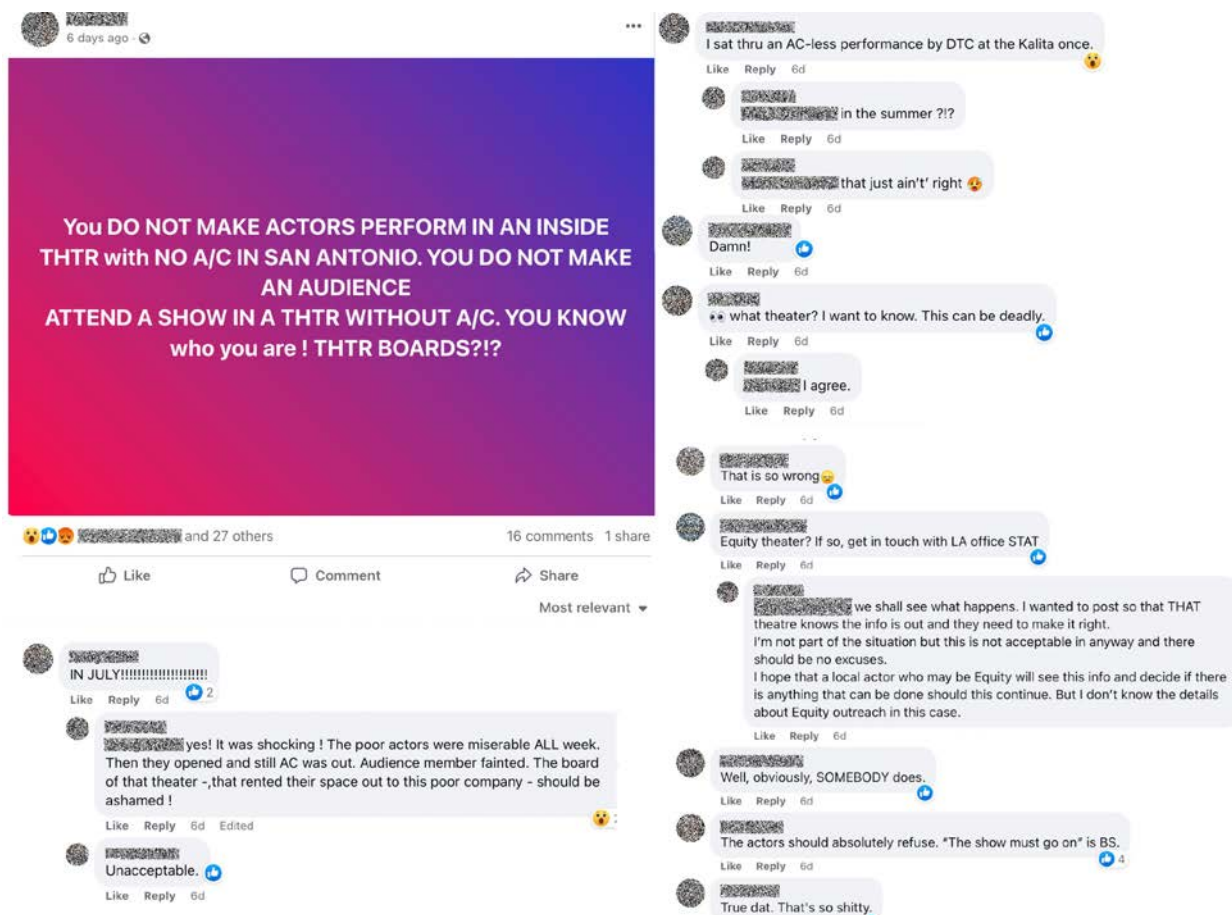 6 days ago ·
You DO NOT MAKE ACTORS PERFORM IN AN INSIDE
THTR with NO A/C IN SAN ANTONIO. YOU DO NOT MAKE
AN AUDIENCE
ATTEND A SHOW IN A THTR WITHOUT A/C. YOU KNOW
who you are ! THTR BOARDS?!?
and 27 others
16 comments 1 share
Like Comment Share
Most relevant
IN JULY!!!!!!!!!!!!!!!!!!!!!!
Like Reply 6d 2
yes! It was shocking ! The poor actors were miserable ALL week.
Then they opened and still AC was out. Audience member fainted. The board
of that theater -,that rented their space out to this poor company - should be
ashamed !
Like Reply 6d Edited
Unacceptable.
Like Reply 6d
I sat thru an AC-less performance by DTC at the Kalita once.
Like Reply 6d
in the summer ?!?
Like Reply 6d
that just ain't' right 🥵
Like Reply 6d
Damn!
Like Reply 6d
👀 what theater? I want to know. This can be deadly.
Like Reply 6d
I agree.
Like Reply 6d
That is so wrong😞
Like Reply 6d
Equity theater? If so, get in touch with LA office STAT
Like Reply 6d
we shall see what happens. I wanted to post so that THAT
theatre knows the info is out and they need to make it right.
I'm not part of the situation but this is not acceptable in anyway and there
should be no excuses.
I hope that a local actor who may be Equity will see this info and decide if there
is anything that can be done should this continue. But I don't know the details
about Equity outreach in this case.
Like Reply 6d
Well, obviously, SOMEBODY does.
Like Reply 6d
The actors should absolutely refuse. "The show must go on" is BS.
Like Reply 6d 4
True dat. That's so shitty.